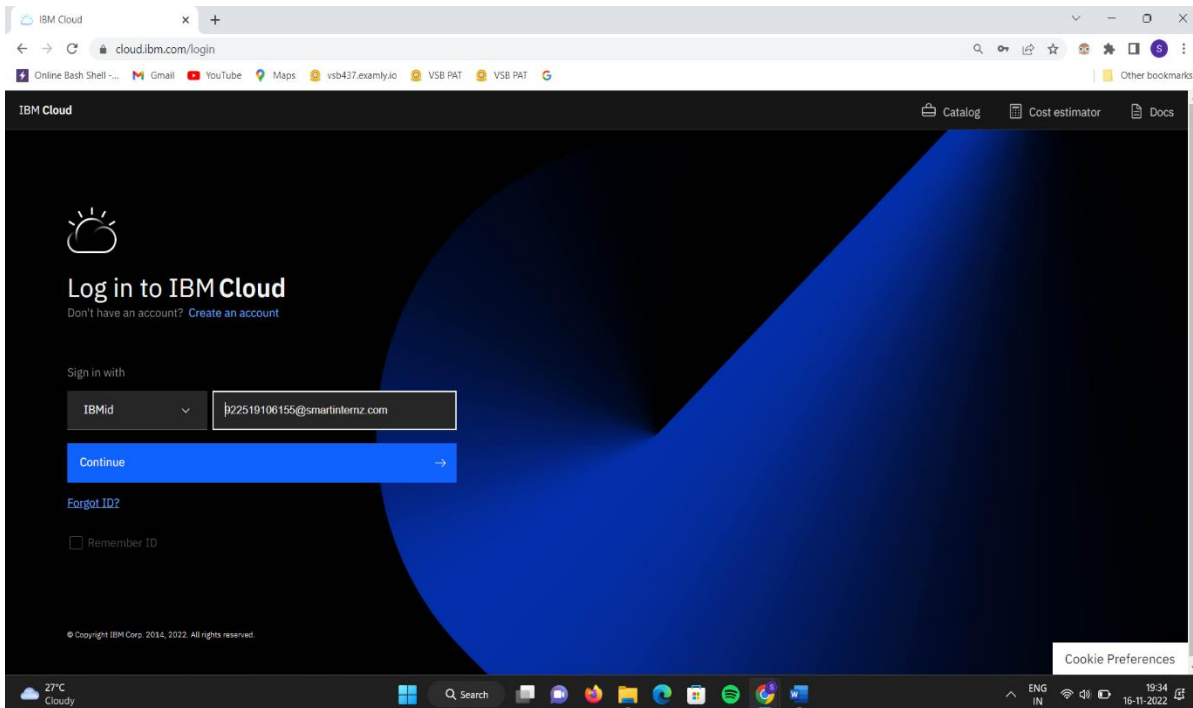 IBM Cloud
cloud.ibm.com/login
Online Bash Shell -... Gmail YouTube Maps vsb437.examly.io VSB PAT VSB PAT Other bookmarks
IBM Cloud Catalog Cost estimator Docs
Log in to IBM Cloud
Don't have an account? Create an account
Sign in with
IBMid 922519106155@smartinternz.com
Continue
Forgot ID?
Remember ID
© Copyright IBM Corp. 2014, 2022. All rights reserved.
Cookie Preferences
27°C
Cloudy
Search
ENG
IN
19:34
16-11-2022